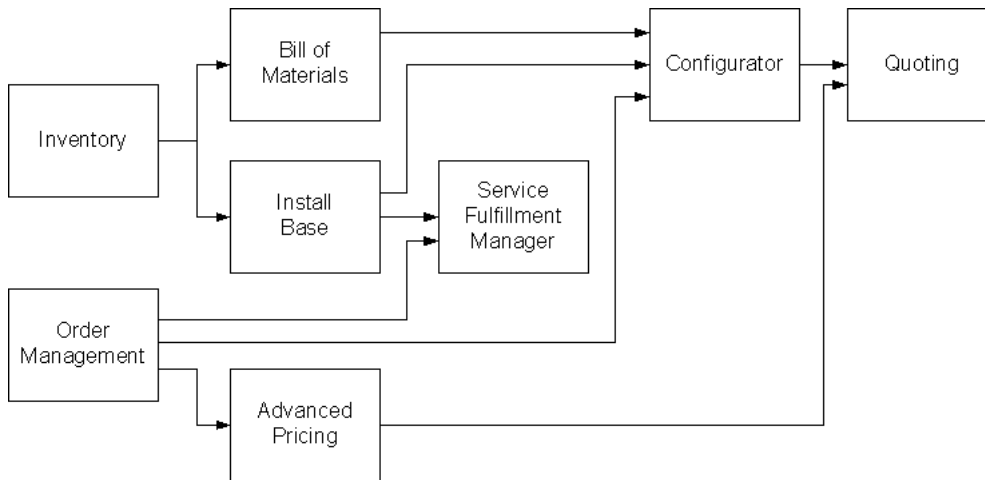 Bill of
Materials
Configurator
Quoting
Inventory
Install
Base
Service
Fulfillment
Manager
Order
Management
Advanced
Pricing